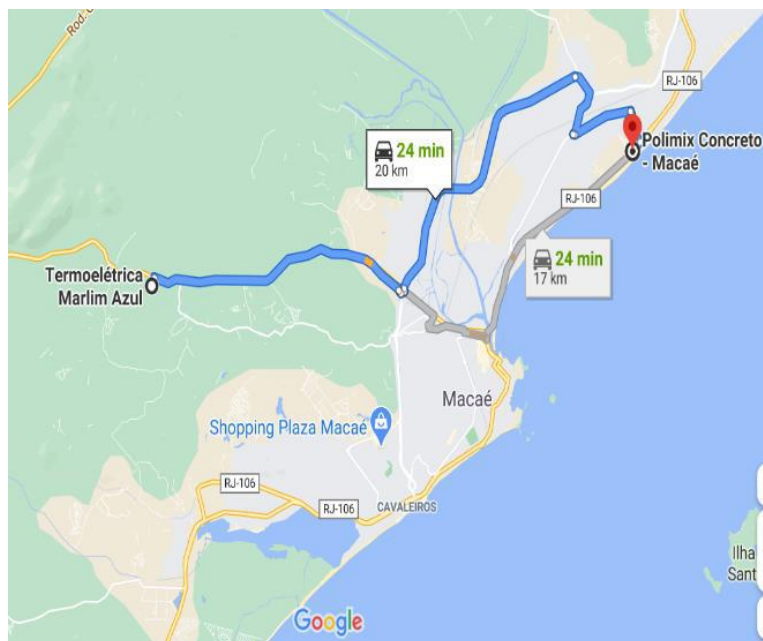 Rod.
RJ-106
24 min
20 km
Polimix Concreto
- Macaé
RJ-106
24 min
17 km
Termoelétrica
Marlim Azul
Macaé
Shopping Plaza Macaé
RJ-106
RJ-106
CAVALEIROS
Ilha
Sant
Google